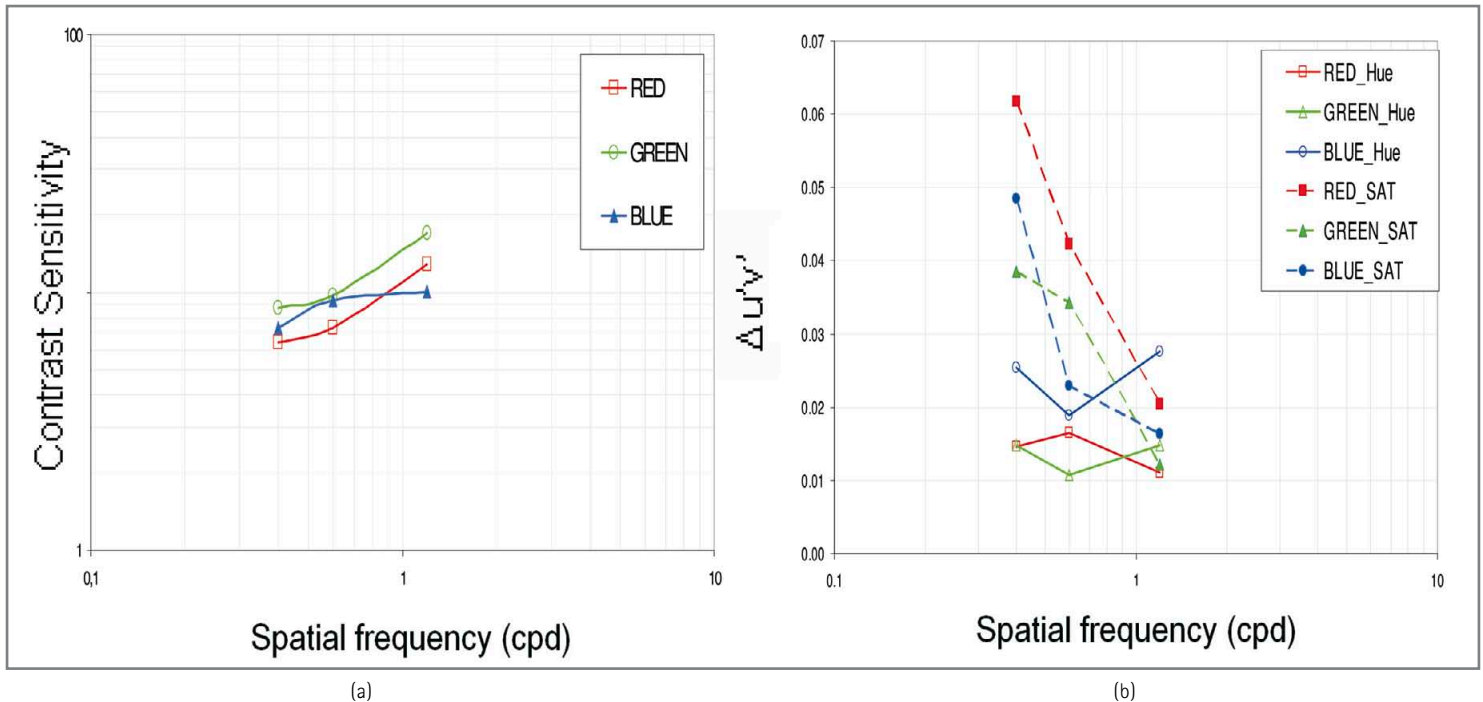 100
1
0,1
1
10
Contrast Sensitivity
Spatial frequency (cpd)
RED
GREEN
BLUE
(a)
0.07
0.06
0.05
0.04
0.03
0.02
0.01
0.00
0.1
1
10
Δu'v'
Spatial frequency (cpd)
RED_Hue
GREEN_Hue
BLUE_Hue
RED_SAT
GREEN_SAT
BLUE_SAT
(b)